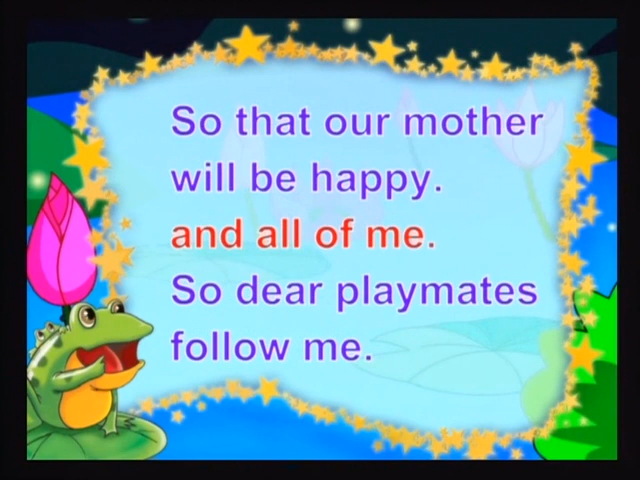 So that our mother
will be happy.
and all of me.
So dear playmates
follow me.